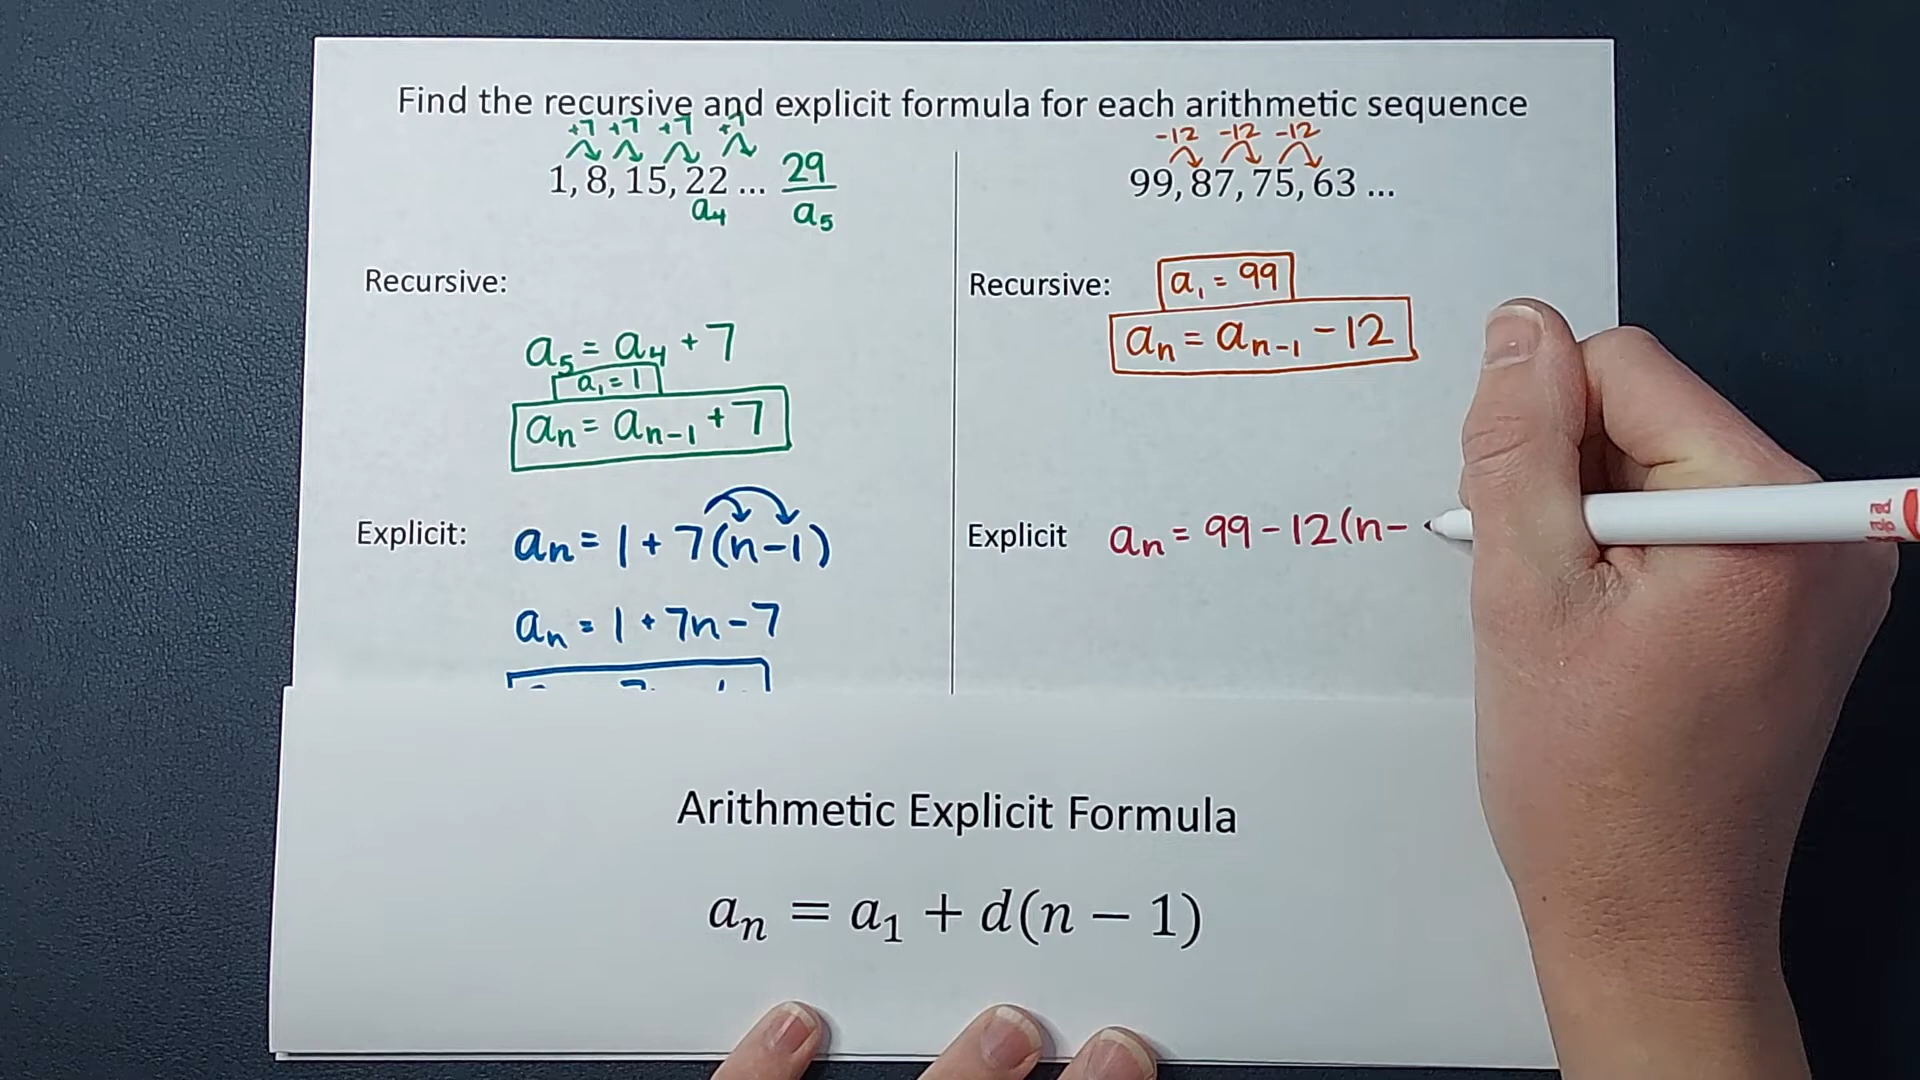 Find the recursive and explicit formula for each arithmetic sequence
+7 +7 +7 +7
1, 8, 15, 22 ... 29
a₄ a₅
Recursive:
a₅ = a₄ + 7
a₁ = 1
aₙ = aₙ₋₁ + 7
Explicit:
aₙ = 1 + 7(n-1)
aₙ = 1 + 7n - 7
-12 -12 -12
99, 87, 75, 63 ...
Recursive:
a₁ = 99
aₙ = aₙ₋₁ - 12
Explicit
aₙ = 99 - 12(n-
Arithmetic Explicit Formula
aₙ = a₁ + d(n − 1)
red